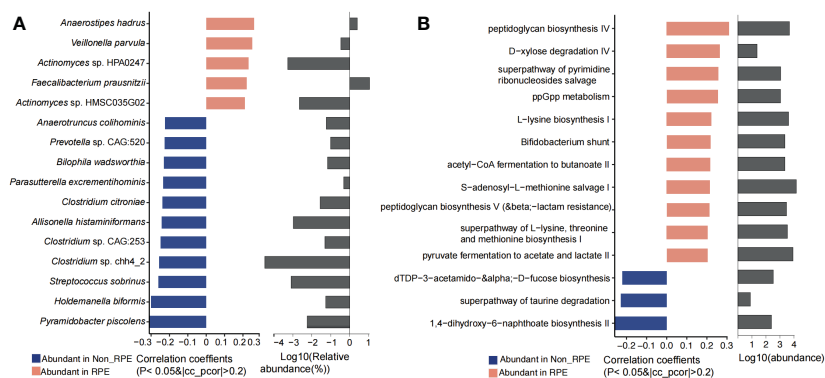 A
Anaerostipes hadrus
Veillonella parvula
Actinomyces sp. HPA0247
Faecalibacterium prausnitzii
Actinomyces sp. HMSC035G02
Anaerotruncus colihominis
Prevotella sp. CAG:520
Bilophila wadsworthia
Parasutterella excrementihominis
Clostridium citroniae
Allisonella histaminiformans
Clostridium sp. CAG:253
Clostridium sp. chh4_2
Streptococcus sobrinus
Holdemanella biformis
Pyramidobacter piscolens
−0.3 −0.2 −0.1 0.0 0.1 0.2 0.3
−4 −3 −2 −1 0 1
Abundant in Non_RPE
Abundant in RPE
Correlation coeffients
(P< 0.05&|cc_pcor|>0.2)
Log10(Relative
abundance(%))
B
peptidoglycan biosynthesis IV
D−xylose degradation IV
superpathway of pyrimidine
ribonucleosides salvage
ppGpp metabolism
L−lysine biosynthesis I
Bifidobacterium shunt
acetyl−CoA fermentation to butanoate II
S−adenosyl−L−methionine salvage I
peptidoglycan biosynthesis V (&beta;−lactam resistance)
superpathway of L−lysine, threonine
and methionine biosynthesis I
pyruvate fermentation to acetate and lactate II
dTDP−3−acetamido−&alpha;−D−fucose biosynthesis
superpathway of taurine degradation
1,4−dihydroxy−6−naphthoate biosynthesis II
−0.2 −0.1 0.0 0.1 0.2 0.3
0 1 2 3 4
Abundant in Non_RPE
Abundant in RPE
Correlation coeffients
(P< 0.05&|cc_pcor|>0.2)
Log10(abundance)